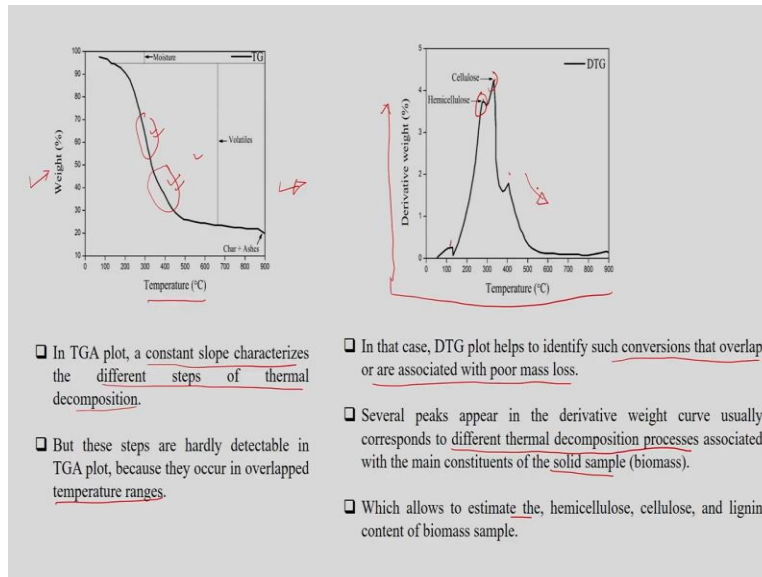 100
90
80
70
60
50
40
30
20
10
Weight (%)
Moisture
TG
Volatiles
Char + Ashes
0 100 200 300 400 500 600 700 800 900
Temperature (°C)
5
4
3
2
1
0
Derivative weight (%)
DTG
Cellulose
Hemicellulose
0 100 200 300 400 500 600 700 800 900
Temperature (°C)
❑ In TGA plot, a constant slope characterizes
the different steps of thermal
decomposition.
❑ But these steps are hardly detectable in
TGA plot, because they occur in overlapped
temperature ranges.
❑ In that case, DTG plot helps to identify such conversions that overlap
or are associated with poor mass loss.
❑ Several peaks appear in the derivative weight curve usually
corresponds to different thermal decomposition processes associated
with the main constituents of the solid sample (biomass).
❑ Which allows to estimate the, hemicellulose, cellulose, and lignin
content of biomass sample.